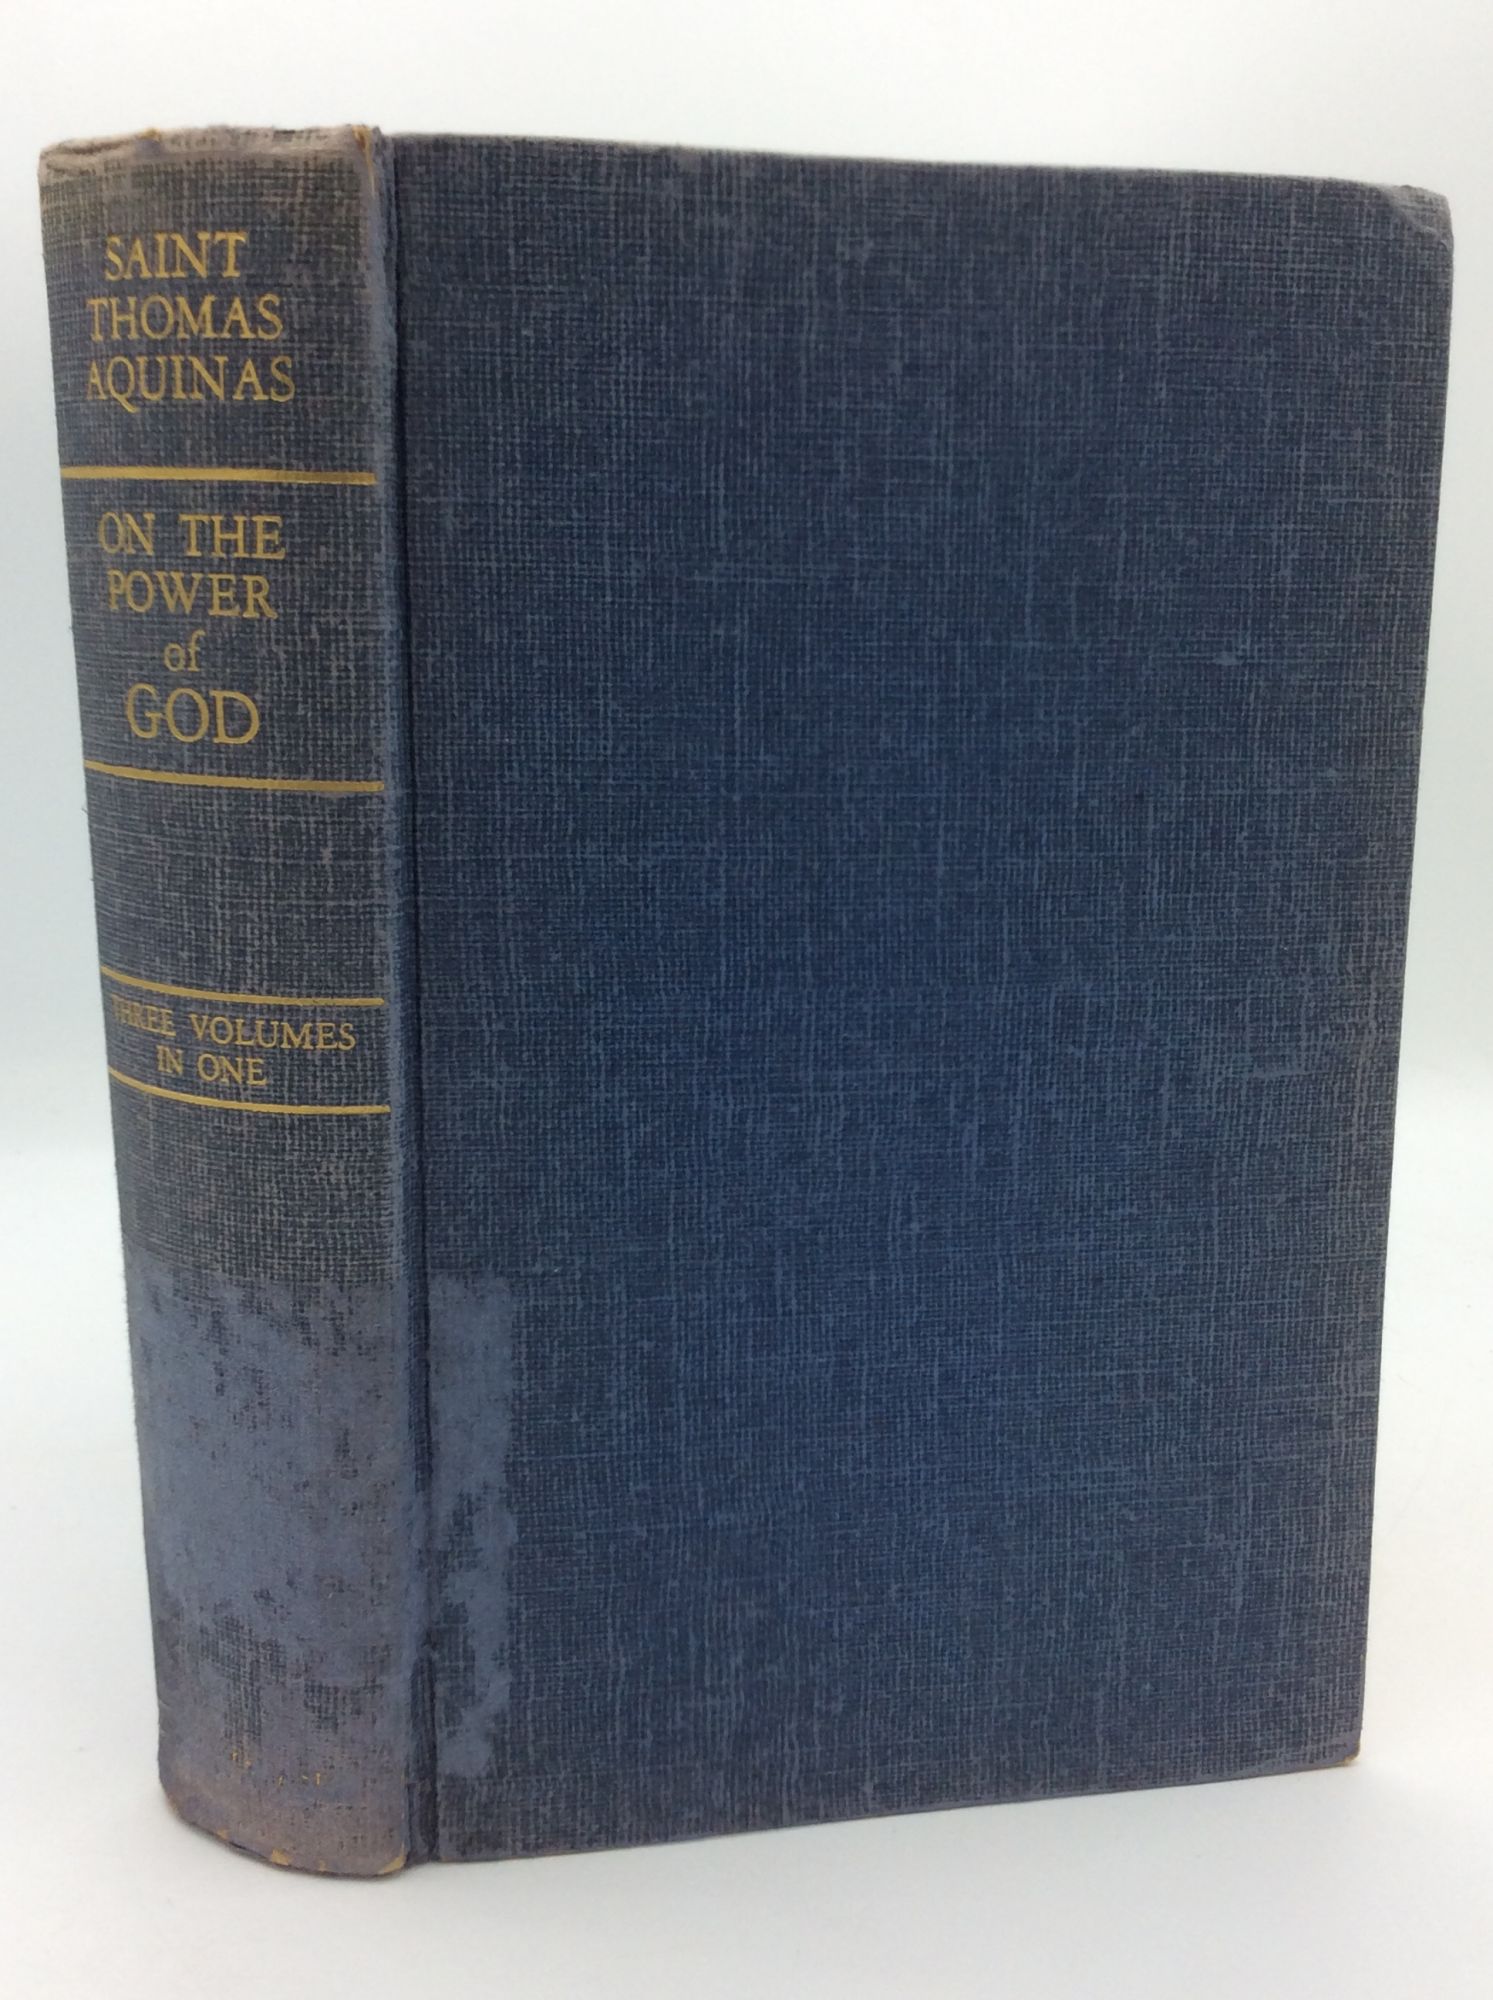 SAINT
THOMAS
AQUINAS
ON THE
POWER
of
GOD
THREE VOLUMES
IN ONE